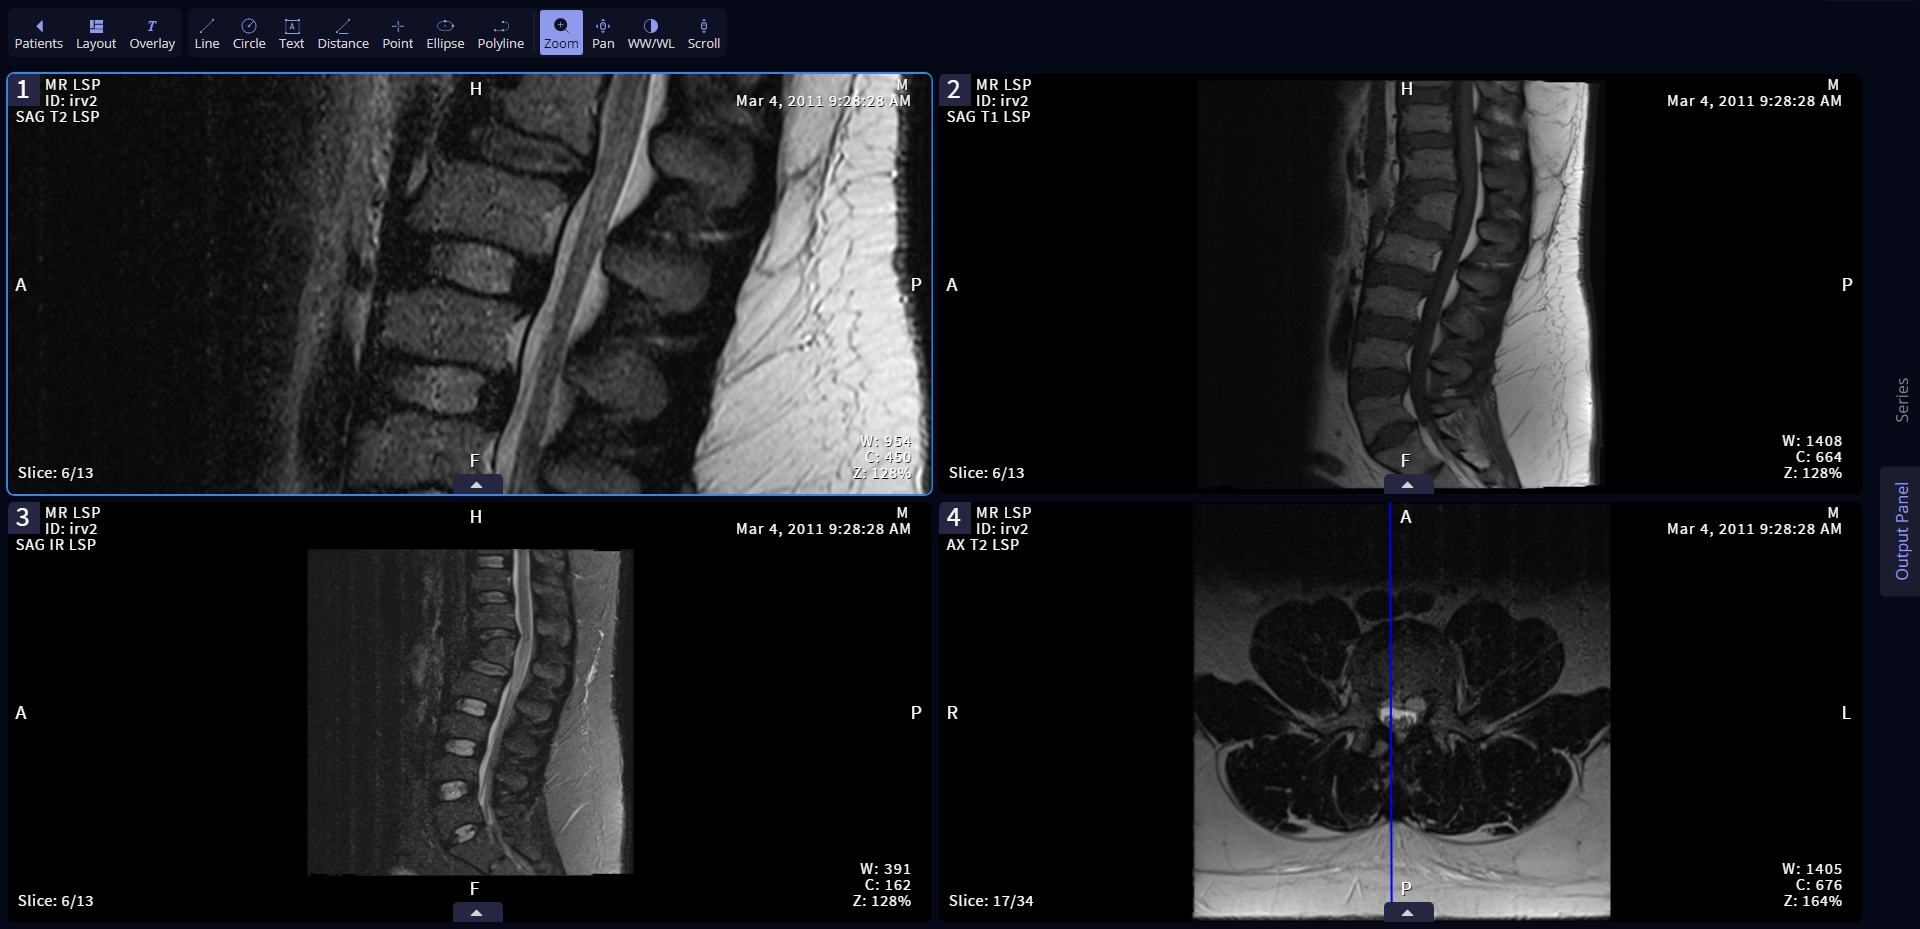 Patients Layout Overlay Line Circle Text Distance Point Ellipse Polyline Zoom Pan WW/WL Scroll
1 MR LSP
ID: irv2
SAG T2 LSP
H
M
Mar 4, 2011 9:28:28 AM
A
P
F
Slice: 6/13
W: 954
C: 450
Z: 128%
2 MR LSP
ID: irv2
SAG T1 LSP
H
M
Mar 4, 2011 9:28:28 AM
A
P
F
Slice: 6/13
W: 1408
C: 664
Z: 128%
3 MR LSP
ID: irv2
SAG IR LSP
H
M
Mar 4, 2011 9:28:28 AM
A
P
F
Slice: 6/13
W: 391
C: 162
Z: 128%
4 MR LSP
ID: irv2
AX T2 LSP
A
M
Mar 4, 2011 9:28:28 AM
R
L
P
Slice: 17/34
W: 1405
C: 676
Z: 164%
Series
Output Panel